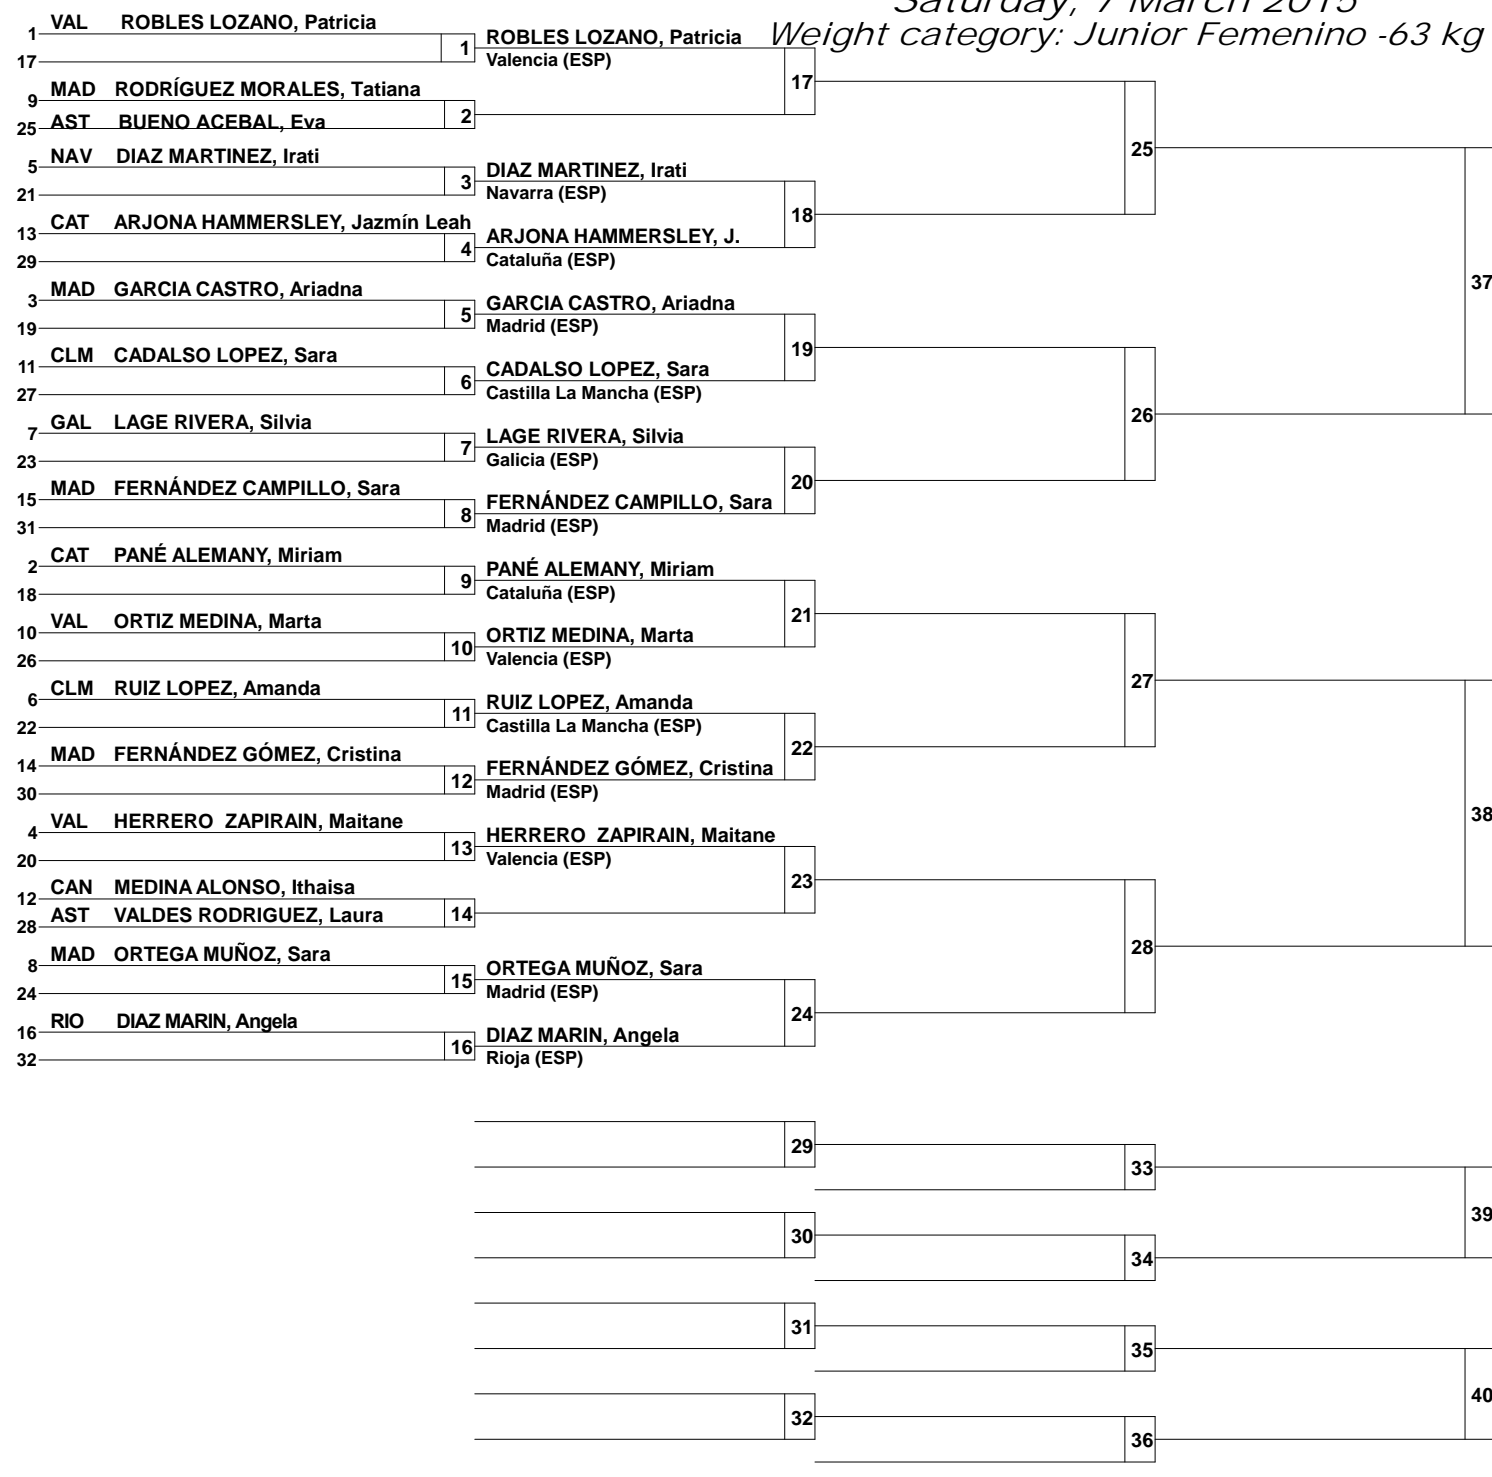 Saturday, 7 March 2015
Weight category: Junior Femenino -63 kg
1 VAL ROBLES LOZANO, Patricia
17
1 ROBLES LOZANO, Patricia
Valencia (ESP)
9 MAD RODRÍGUEZ MORALES, Tatiana
25 AST BUENO ACEBAL, Eva
2
17
5 NAV DIAZ MARTINEZ, Irati
21
3 DIAZ MARTINEZ, Irati
Navarra (ESP)
13 CAT ARJONA HAMMERSLEY, Jazmín Leah
29
4 ARJONA HAMMERSLEY, J.
Cataluña (ESP)
18
25
3 MAD GARCIA CASTRO, Ariadna
19
5 GARCIA CASTRO, Ariadna
Madrid (ESP)
11 CLM CADALSO LOPEZ, Sara
27
6 CADALSO LOPEZ, Sara
Castilla La Mancha (ESP)
19
7 GAL LAGE RIVERA, Silvia
23
7 LAGE RIVERA, Silvia
Galicia (ESP)
15 MAD FERNÁNDEZ CAMPILLO, Sara
31
8 FERNÁNDEZ CAMPILLO, Sara
Madrid (ESP)
20
26
37
2 CAT PANÉ ALEMANY, Miriam
18
9 PANÉ ALEMANY, Miriam
Cataluña (ESP)
10 VAL ORTIZ MEDINA, Marta
26
10 ORTIZ MEDINA, Marta
Valencia (ESP)
21
6 CLM RUIZ LOPEZ, Amanda
22
11 RUIZ LOPEZ, Amanda
Castilla La Mancha (ESP)
14 MAD FERNÁNDEZ GÓMEZ, Cristina
30
12 FERNÁNDEZ GÓMEZ, Cristina
Madrid (ESP)
22
27
4 VAL HERRERO ZAPIRAIN, Maitane
20
13 HERRERO ZAPIRAIN, Maitane
Valencia (ESP)
12 CAN MEDINA ALONSO, Ithaisa
28 AST VALDES RODRIGUEZ, Laura
14
23
8 MAD ORTEGA MUÑOZ, Sara
24
15 ORTEGA MUÑOZ, Sara
Madrid (ESP)
16 RIO DIAZ MARIN, Angela
32
16 DIAZ MARIN, Angela
Rioja (ESP)
24
28
38
29
33
30
34
39
31
35
32
36
40